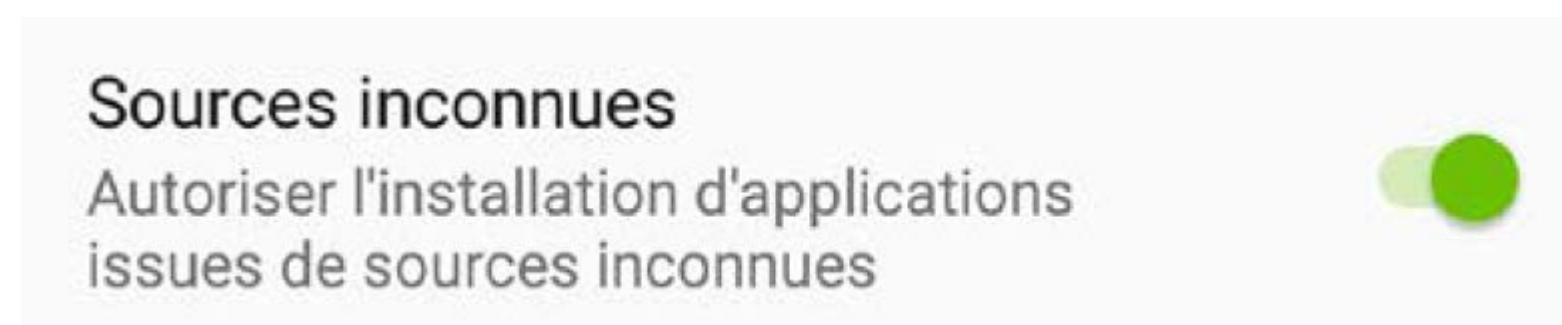 Sources inconnues
Autoriser l'installation d'applications
issues de sources inconnues